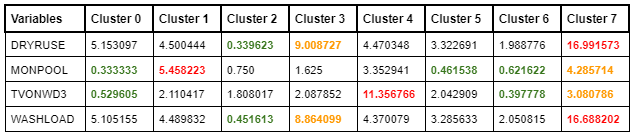 Variables Cluster 0 Cluster 1 Cluster 2 Cluster 3 Cluster 4 Cluster 5 Cluster 6 Cluster 7
DRYRUSE 5.153097 4.500444 0.339623 9.008727 4.470348 3.322691 1.988776 16.991573
MONPOOL 0.333333 5.458223 0.750 1.625 3.352941 0.461538 0.621622 4.285714
TVONWD3 0.529605 2.110417 1.808017 2.087852 11.356766 2.042909 0.397778 3.080786
WASHLOAD 5.105155 4.489832 0.451613 8.864099 4.370079 3.285633 2.050815 16.688202